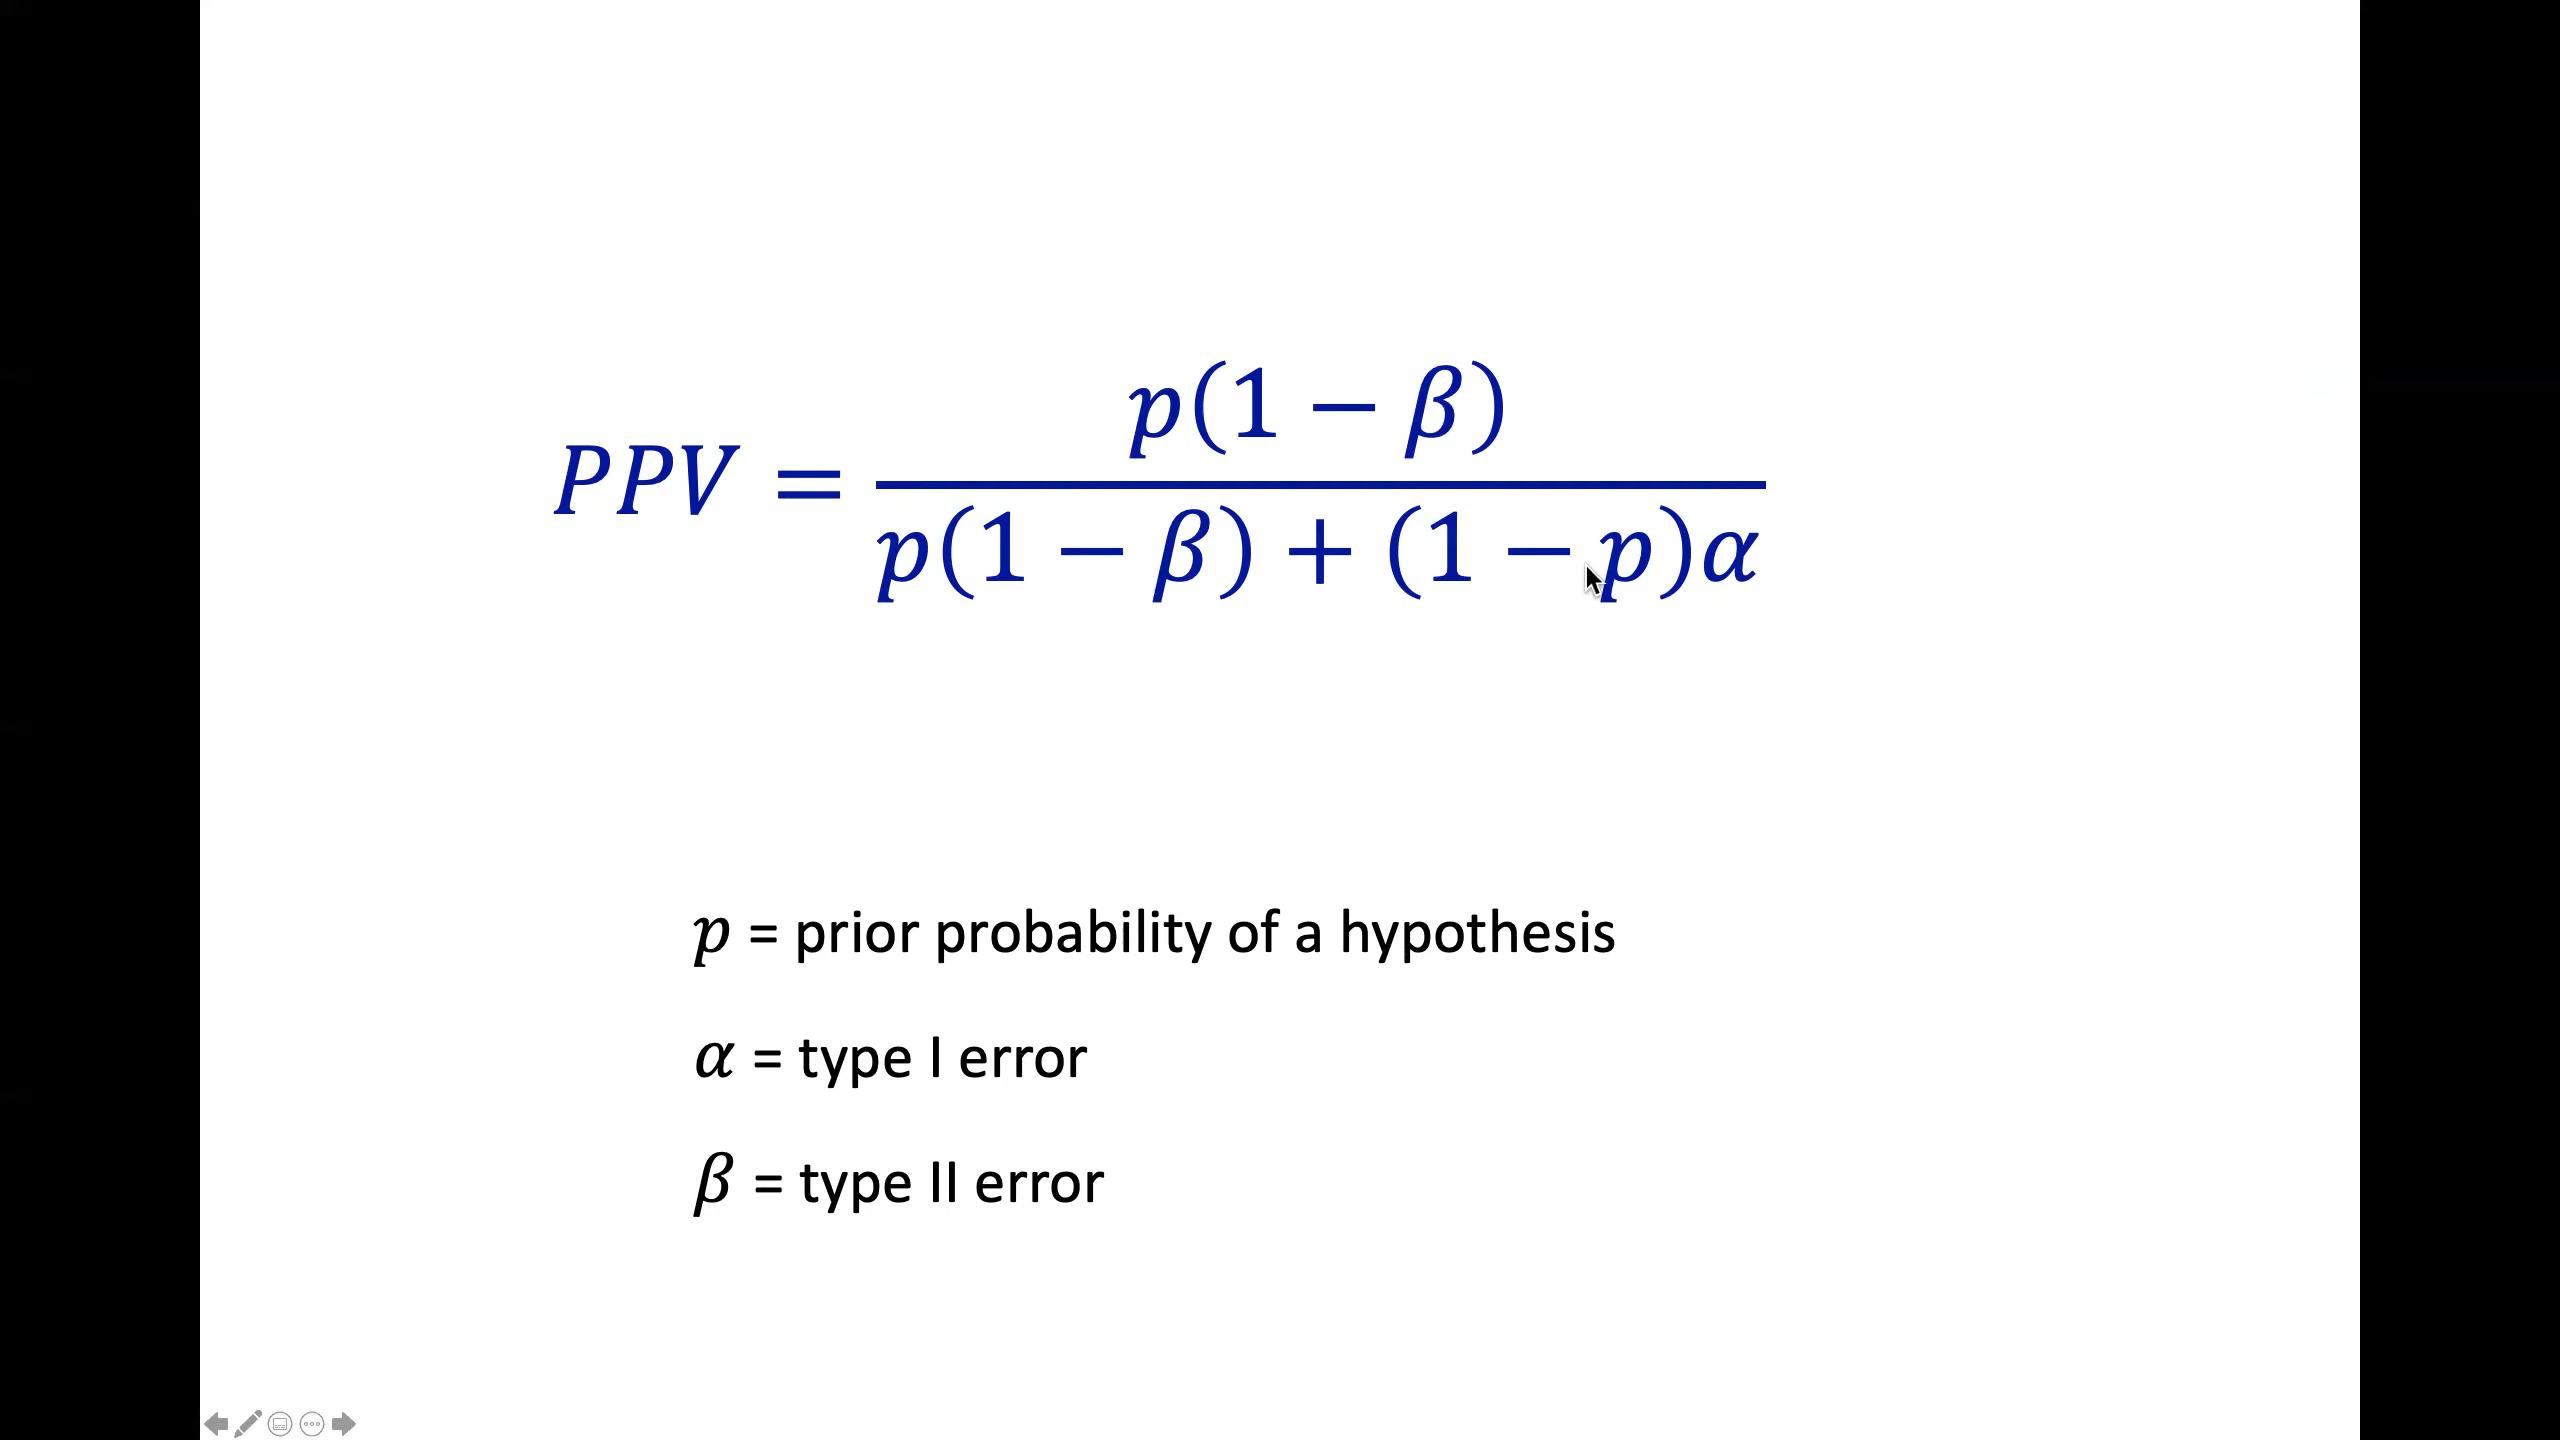 PPV = p(1 − β) / p(1 − β) + (1 − p)α
p = prior probability of a hypothesis
α = type I error
β = type II error